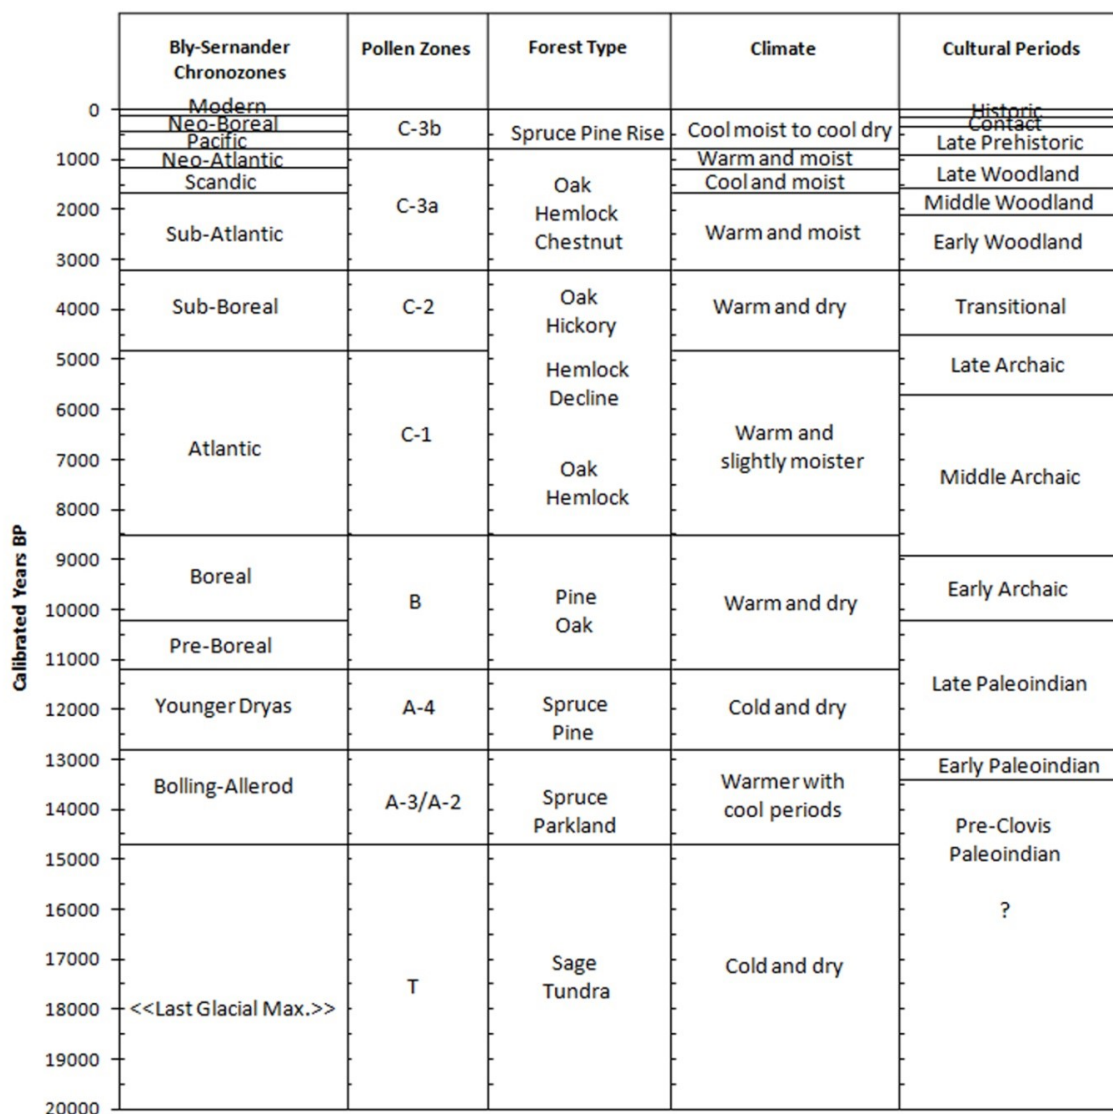 Bly-Sernander
Chronozones
Pollen Zones
Forest Type
Climate
Cultural Periods
Calibrated Years BP
0
1000
2000
3000
4000
5000
6000
7000
8000
9000
10000
11000
12000
13000
14000
15000
16000
17000
18000
19000
20000
Modern
Neo-Boreal
Pacific
Neo-Atlantic
Scandic
Sub-Atlantic
Sub-Boreal
Atlantic
Boreal
Pre-Boreal
Younger Dryas
Bolling-Allerod
<<Last Glacial Max.>>
C-3b
C-3a
C-2
C-1
B
A-4
A-3/A-2
T
Spruce Pine Rise
Oak
Hemlock
Chestnut
Oak
Hickory
Hemlock
Decline
Oak
Hemlock
Pine
Oak
Spruce
Pine
Spruce
Parkland
Sage
Tundra
Cool moist to cool dry
Warm and moist
Cool and moist
Warm and moist
Warm and dry
Warm and
slightly moister
Warm and dry
Cold and dry
Warmer with
cool periods
Cold and dry
Historic
Contact
Late Prehistoric
Late Woodland
Middle Woodland
Early Woodland
Transitional
Late Archaic
Middle Archaic
Early Archaic
Late Paleoindian
Early Paleoindian
Pre-Clovis
Paleoindian
?